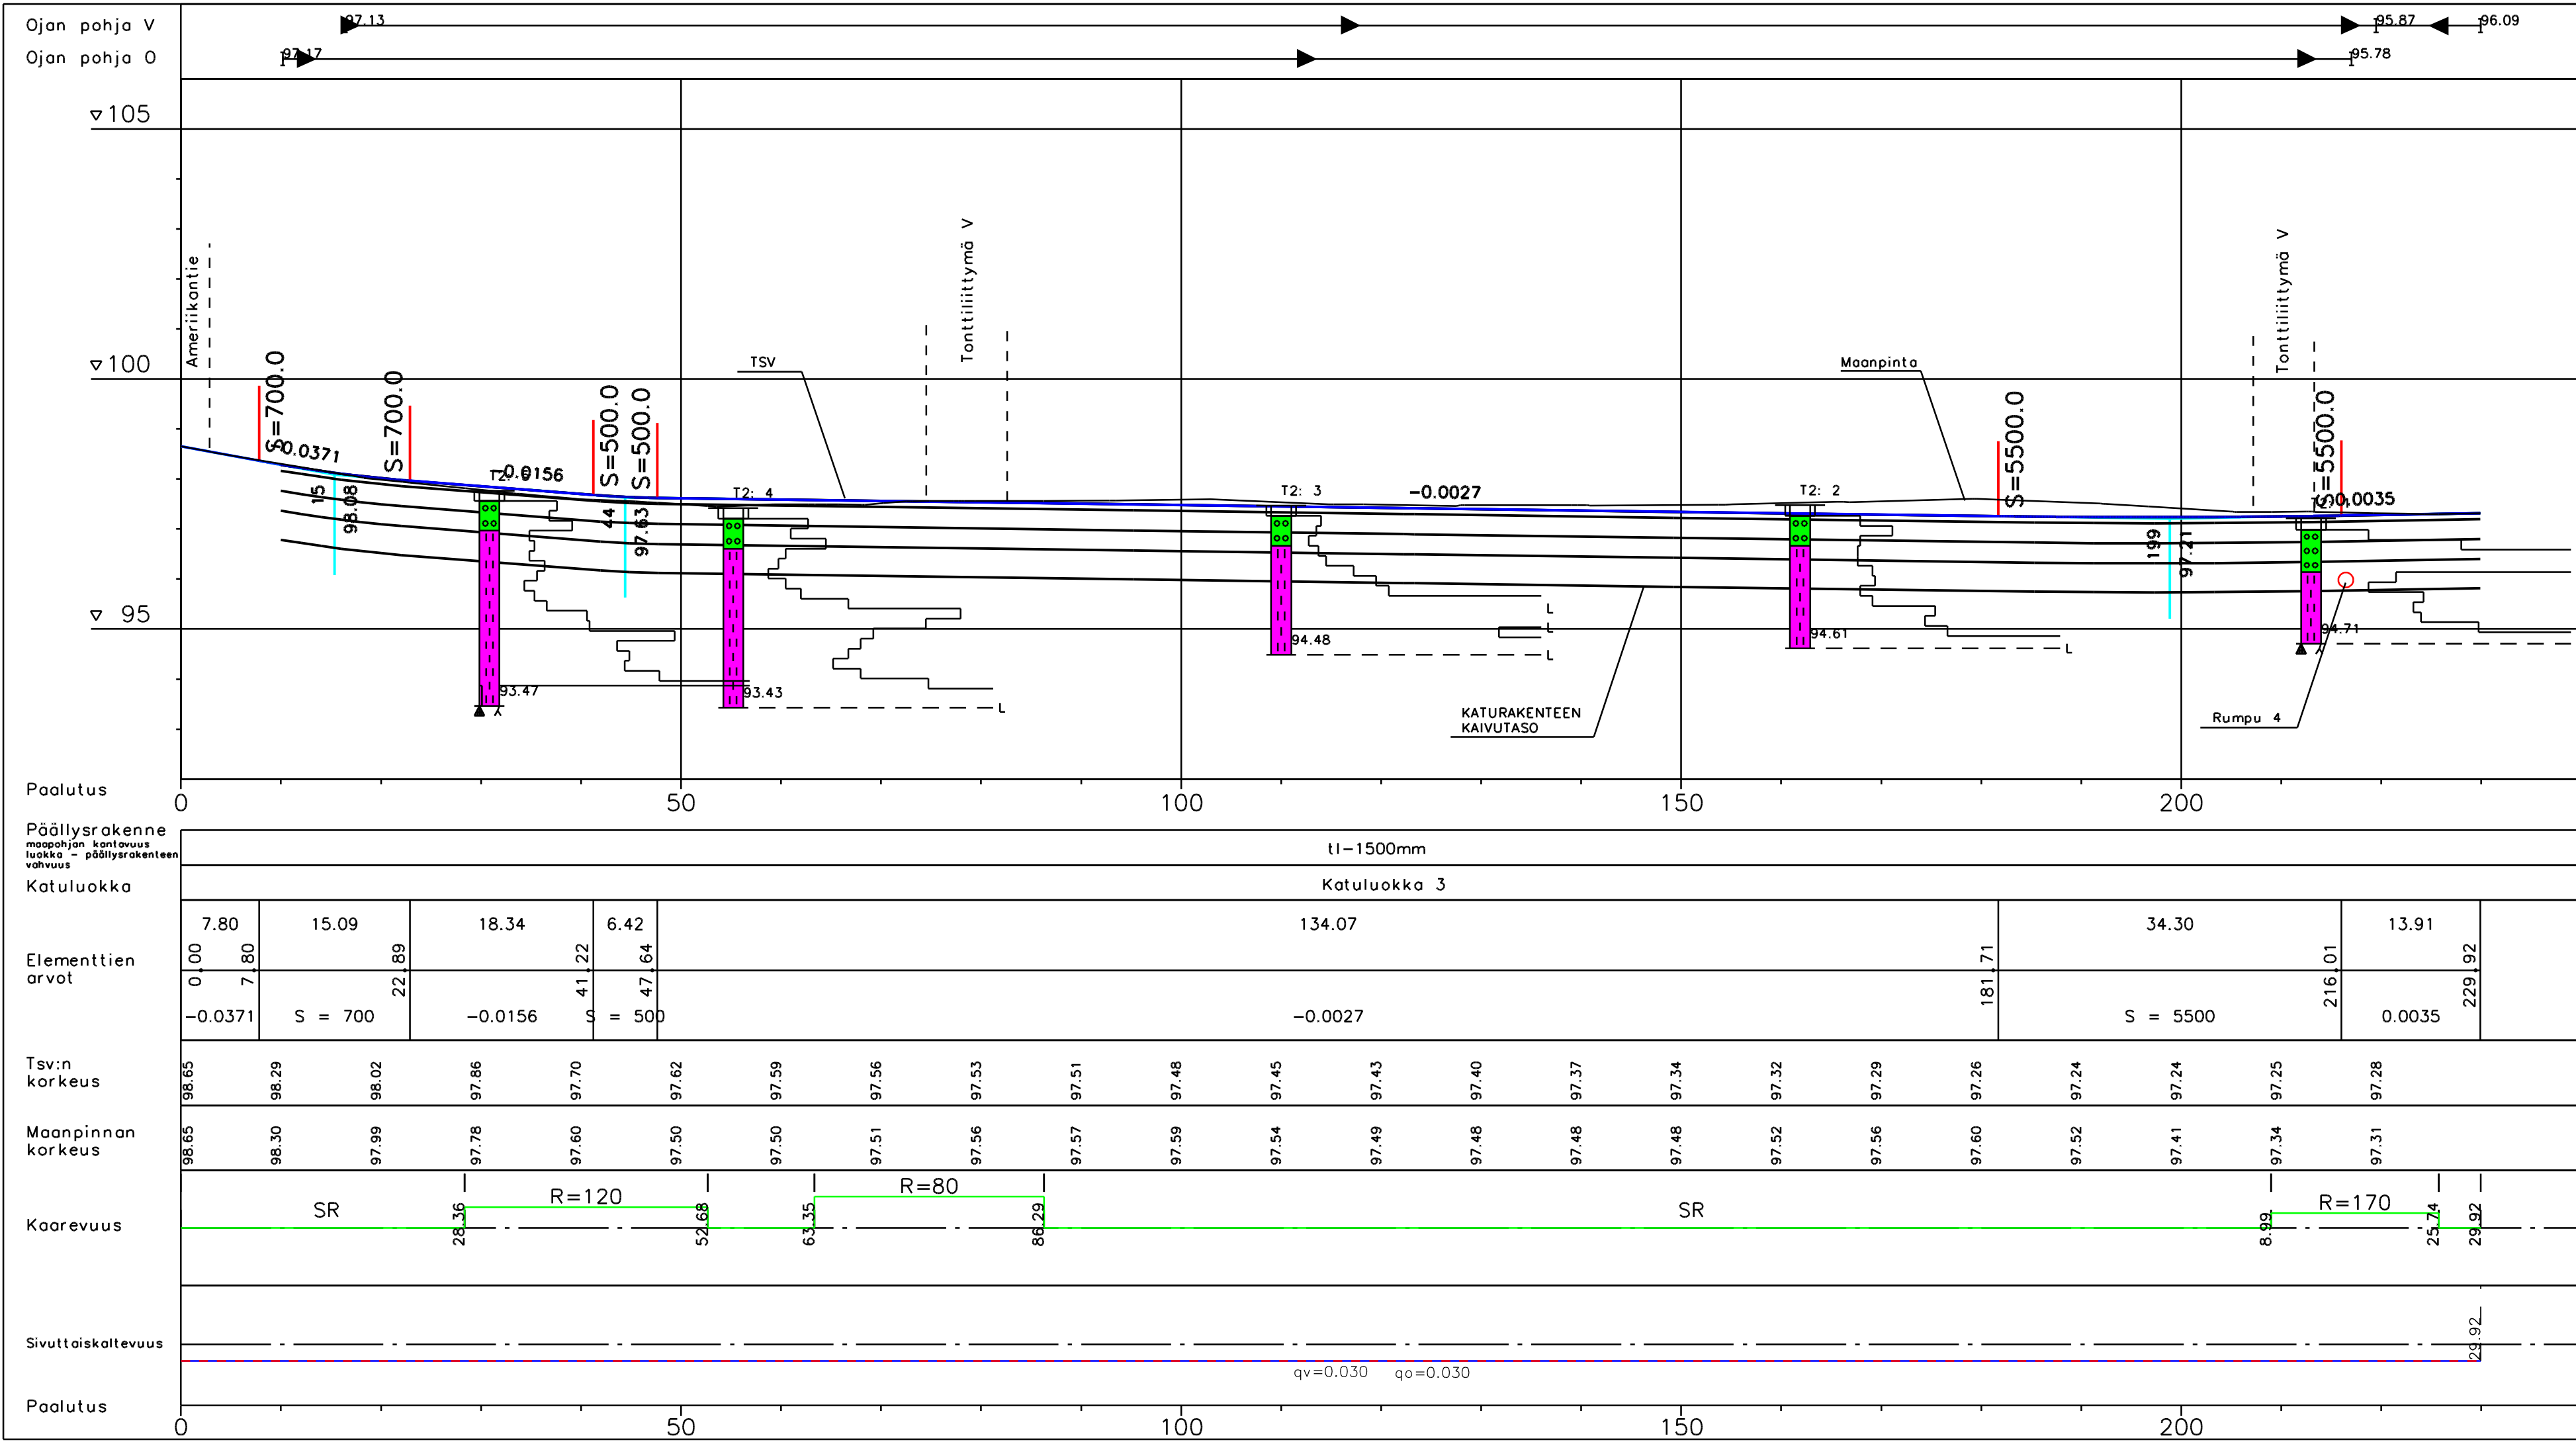 Ojan pohja V 97.13 95.87 96.09
Ojan pohja O 97.17 95.78
105
100
95
Ameriikantie
Tonttiliittymä V
Tonttiliittymä V
TSV
Maanpinta
S=700.0
S=700.0
S=500.0
S=500.0
S=5500.0
S=5500.0
-0.0371
-0.0156
-0.0027
0.0035
T2: 4
T2: 3
T2: 2
15
98.08
44
97.63
199
97.21
93.47
93.43
94.48
94.61
94.71
L
L
L
L
L
KATURAKENTEEN
KAIVUTASO
Rumpu 4
Paalutus
0 50 100 150 200
Päällysrakenne
maapohjan kantavuus
luokka - päällysrakenteen
vahvuus
tl-1500mm
Katuluokka
Katuluokka 3
7.80 15.09 18.34 6.42 134.07 34.30 13.91
Elementtien
arvot
0.00 7.80 22.89 41.22 47.64 181.71 216.01 229.92
-0.0371 S = 700 -0.0156 S = 500 -0.0027 S = 5500 0.0035
Tsv:n
korkeus
98.65 98.29 98.02 97.86 97.70 97.62 97.59 97.56 97.53 97.51 97.48 97.45 97.43 97.40 97.37 97.34 97.32 97.29 97.26 97.24 97.24 97.25 97.28
Maanpinnan
korkeus
98.65 98.30 97.99 97.78 97.60 97.50 97.50 97.51 97.56 97.57 97.59 97.54 97.49 97.48 97.48 97.48 97.52 97.56 97.60 97.52 97.41 97.34 97.31
Kaarevuus
SR R=120 R=80 SR R=170
28.36 52.68 63.35 86.29 8.99 25.74 29.92
Sivuttaiskaltevuus
29.92
qv=0.030 qo=0.030
Paalutus
0 50 100 150 200